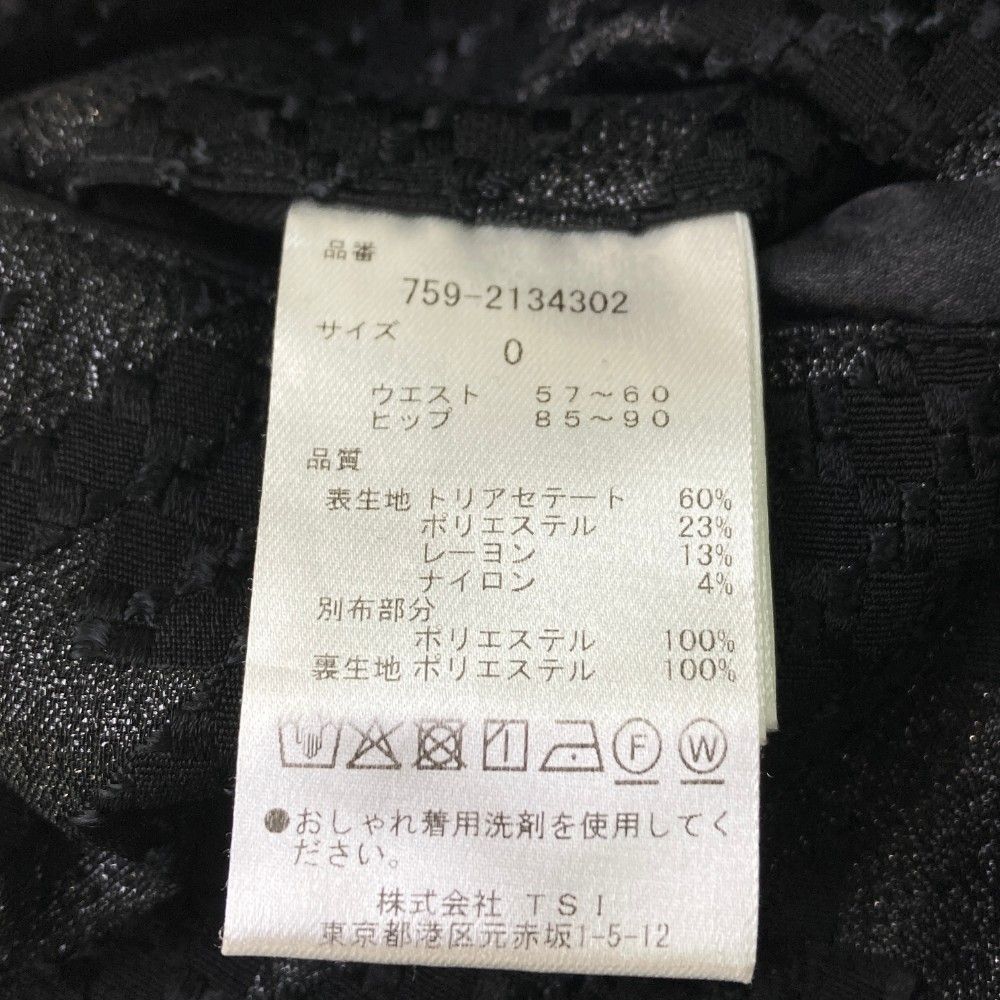 品番
759-2134302
サイズ
0
ウエスト 57～60
ヒップ 85～90
品質
表生地 トリアセテート 60%
ポリエステル 23%
レーヨン 13%
ナイロン 4%
別布部分
ポリエステル 100%
裏生地 ポリエステル 100%
F W
●おしゃれ着用洗剤を使用してく
ださい。
株式会社 TSI
東京都港区元赤坂1-5-12